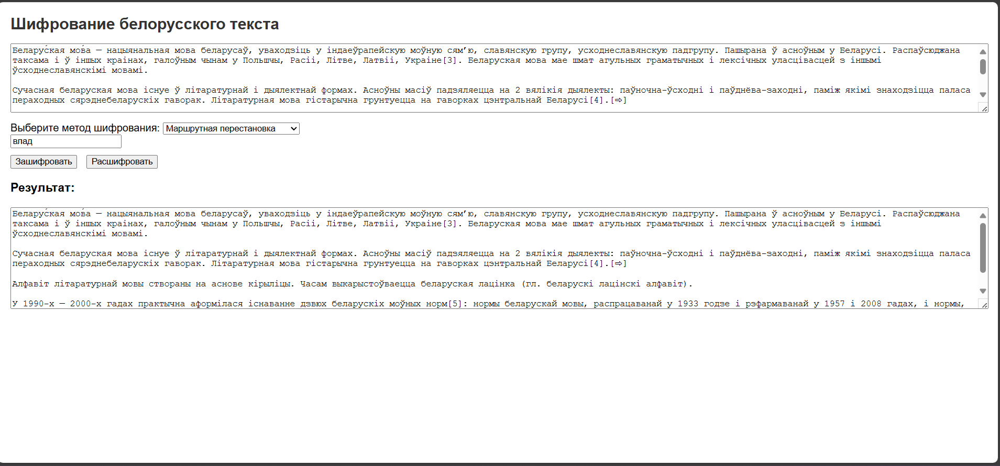 Шифрование белорусского текста
Беларуская мова — нацыянальная мова беларусаў, уваходзіць у індаеўрапейскую моўную сям’ю, славянскую групу, усходнеславянскую падгрупу. Пашырана ў асноўным у Беларусі. Распаўсюджана
таксама і ў іншых краінах, галоўным чынам у Польшчы, Расіі, Літве, Латвіі, Украіне[3]. Беларуская мова мае шмат агульных граматычных і лексічных уласцівасцей з іншымі
ўсходнеславянскімі мовамі.
Сучасная беларуская мова існуе ў літаратурнай і дыялектнай формах. Асноўны масіў падзяляецца на 2 вялікія дыялекты: паўночна-ўсходні і паўднёва-заходні, паміж якімі знаходзіцца паласа
пераходных сярэднебеларускіх гаворак. Літаратурная мова гістарычна грунтуецца на гаворках цэнтральнай Беларусі[4].[⇨]
Выберите метод шифрования: Маршрутная перестановка
влад
Зашифровать Расшифровать
Результат:
Беларуская мова — нацыянальная мова беларусаў, уваходзіць у індаеўрапейскую моўную сям’ю, славянскую групу, усходнеславянскую падгрупу. Пашырана ў асноўным у Беларусі. Распаўсюджана
таксама і ў іншых краінах, галоўным чынам у Польшчы, Расіі, Літве, Латвіі, Украіне[3]. Беларуская мова мае шмат агульных граматычных і лексічных уласцівасцей з іншымі
ўсходнеславянскімі мовамі.
Сучасная беларуская мова існуе ў літаратурнай і дыялектнай формах. Асноўны масіў падзяляецца на 2 вялікія дыялекты: паўночна-ўсходні і паўднёва-заходні, паміж якімі знаходзіцца паласа
пераходных сярэднебеларускіх гаворак. Літаратурная мова гістарычна грунтуецца на гаворках цэнтральнай Беларусі[4].[⇨]
Алфавіт літаратурнай мовы створаны на аснове кірыліцы. Часам выкарыстоўваецца беларуская лацінка (гл. беларускі лацінскі алфавіт).
У 1990-х — 2000-х гадах практычна аформілася існаванне дзвюх беларускіх моўных норм[5]: нормы беларускай мовы, распрацаванай у 1933 годзе і рэфармаванай у 1957 і 2008 гадах, і нормы,